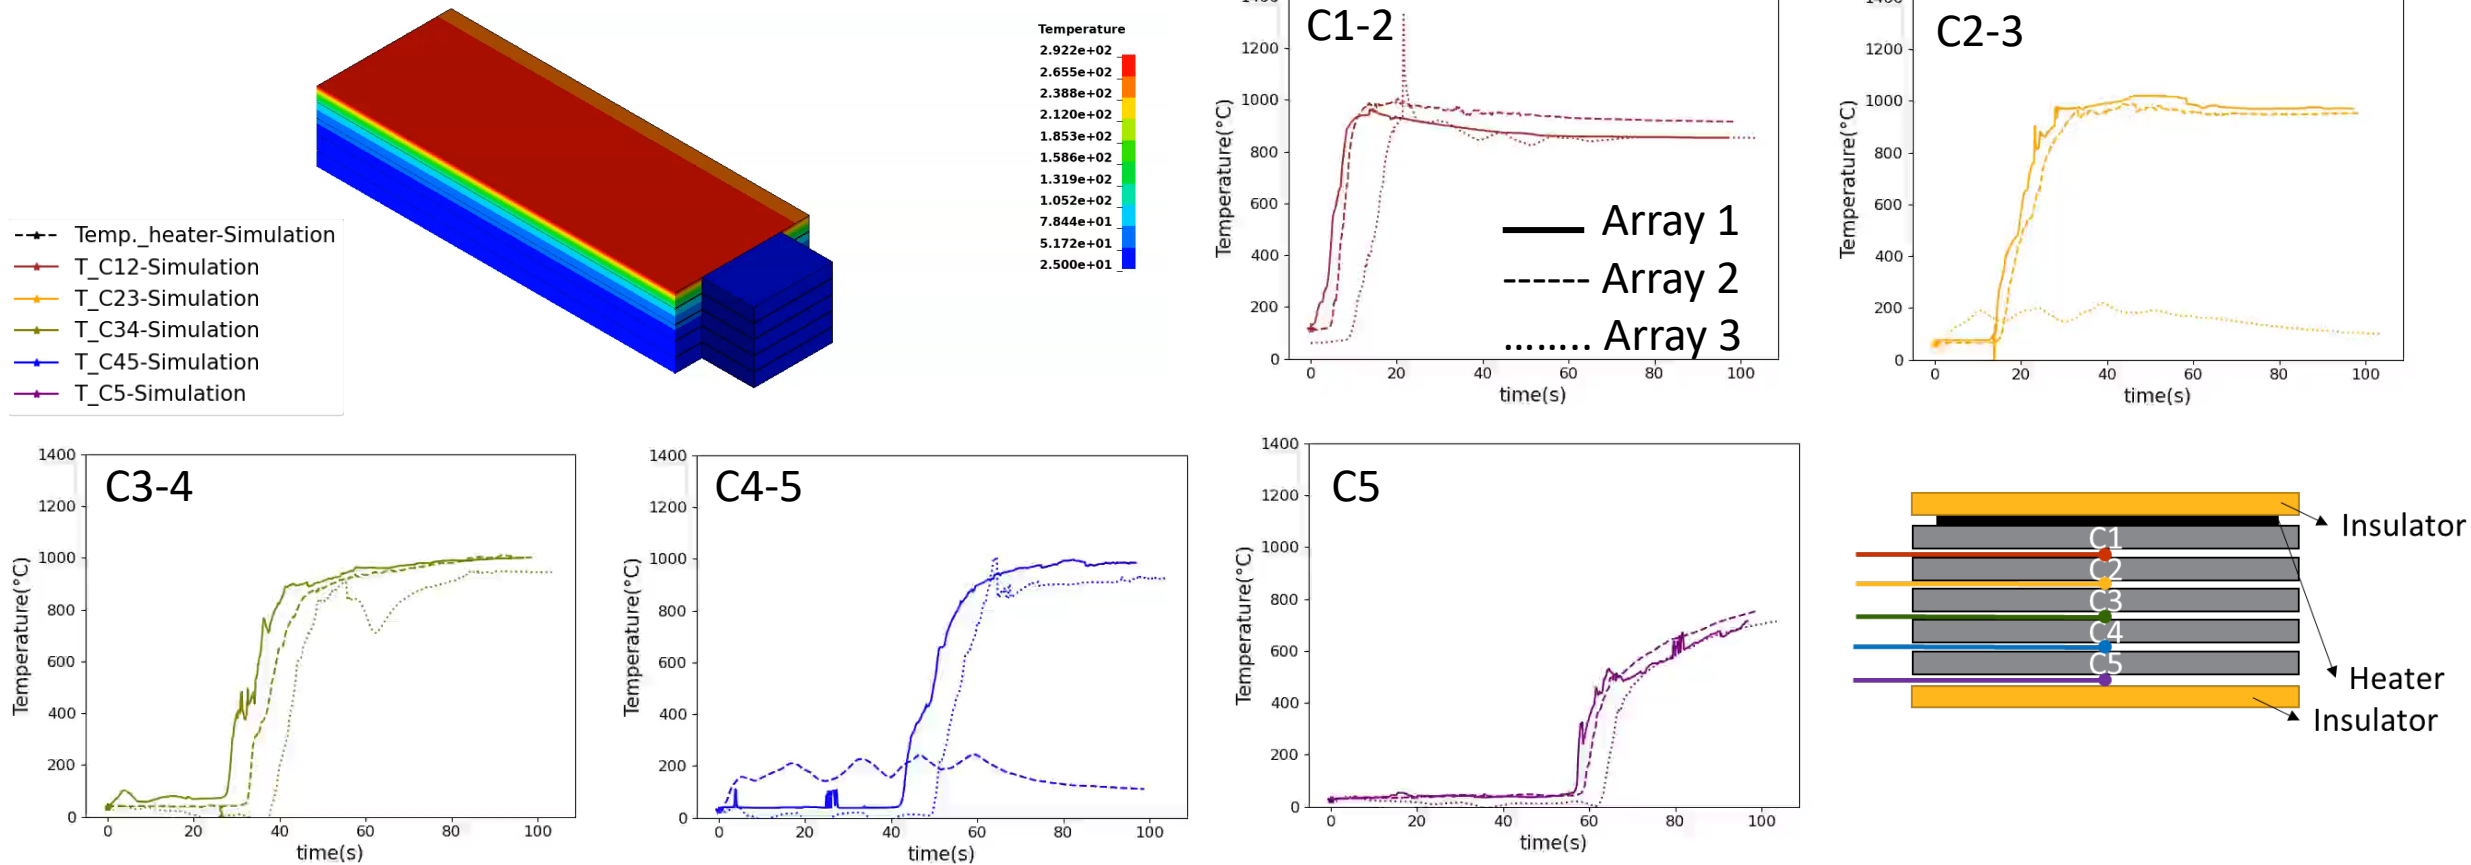 Temperature
2.922e+02
2.655e+02
2.388e+02
2.120e+02
1.853e+02
1.586e+02
1.319e+02
1.052e+02
7.844e+01
5.172e+01
2.500e+01
Temp._heater-Simulation
T_C12-Simulation
T_C23-Simulation
T_C34-Simulation
T_C45-Simulation
T_C5-Simulation
C1-2
1200
1000
800
600
400
200
0
Temperature(°C)
Array 1
Array 2
Array 3
0 20 40 60 80 100
time(s)
C2-3
1200
1000
800
600
400
200
0
Temperature(°C)
0 20 40 60 80 100
time(s)
C3-4
1400
1200
1000
800
600
400
200
0
Temperature(°C)
0 20 40 60 80 100
time(s)
C4-5
1400
1200
1000
800
600
400
200
0
Temperature(°C)
0 20 40 60 80 100
time(s)
C5
1400
1200
1000
800
600
400
200
0
Temperature(°C)
0 20 40 60 80 100
time(s)
Insulator
C1
C2
C3
C4
C5
Heater
Insulator